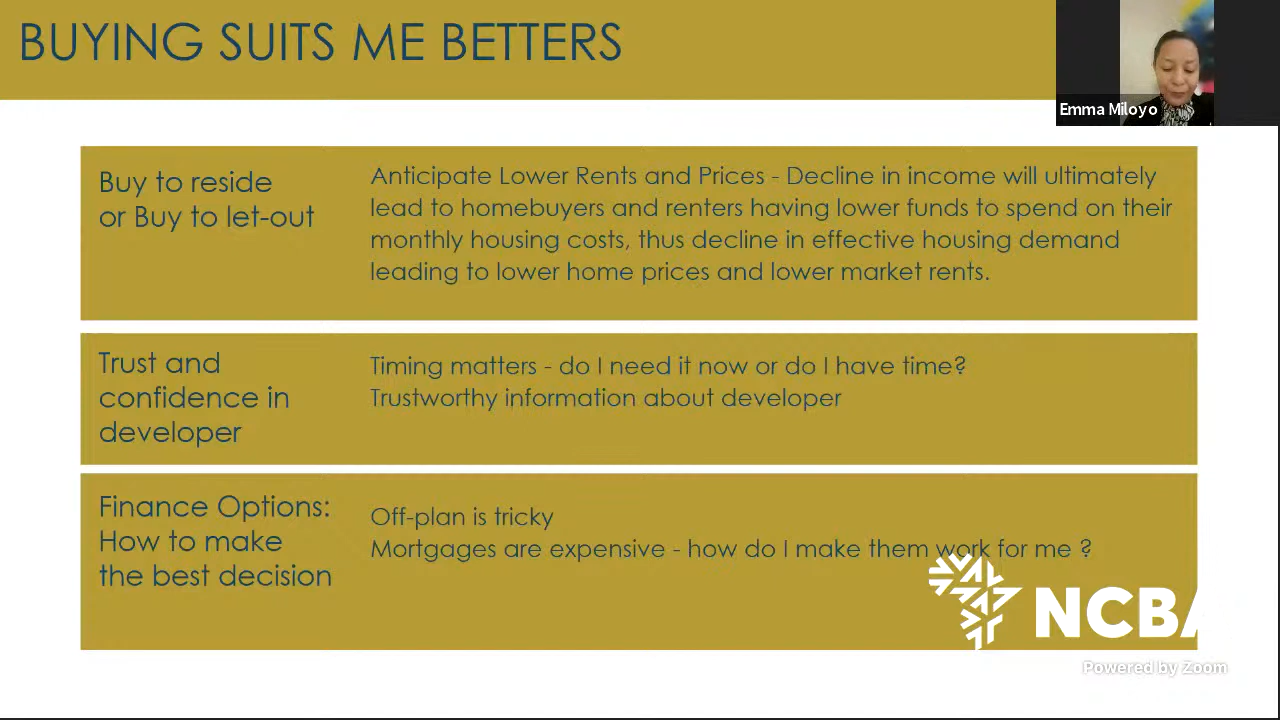 BUYING SUITS ME BETTERS
Emma Miloyo
Buy to reside
or Buy to let-out
Anticipate Lower Rents and Prices - Decline in income will ultimately
lead to homebuyers and renters having lower funds to spend on their
monthly housing costs, thus decline in effective housing demand
leading to lower home prices and lower market rents.
Trust and
confidence in
developer
Timing matters - do I need it now or do I have time?
Trustworthy information about developer
Finance Options:
How to make
the best decision
Off-plan is tricky
Mortgages are expensive - how do I make them work for me ?
NCBA
Powered by Zoom